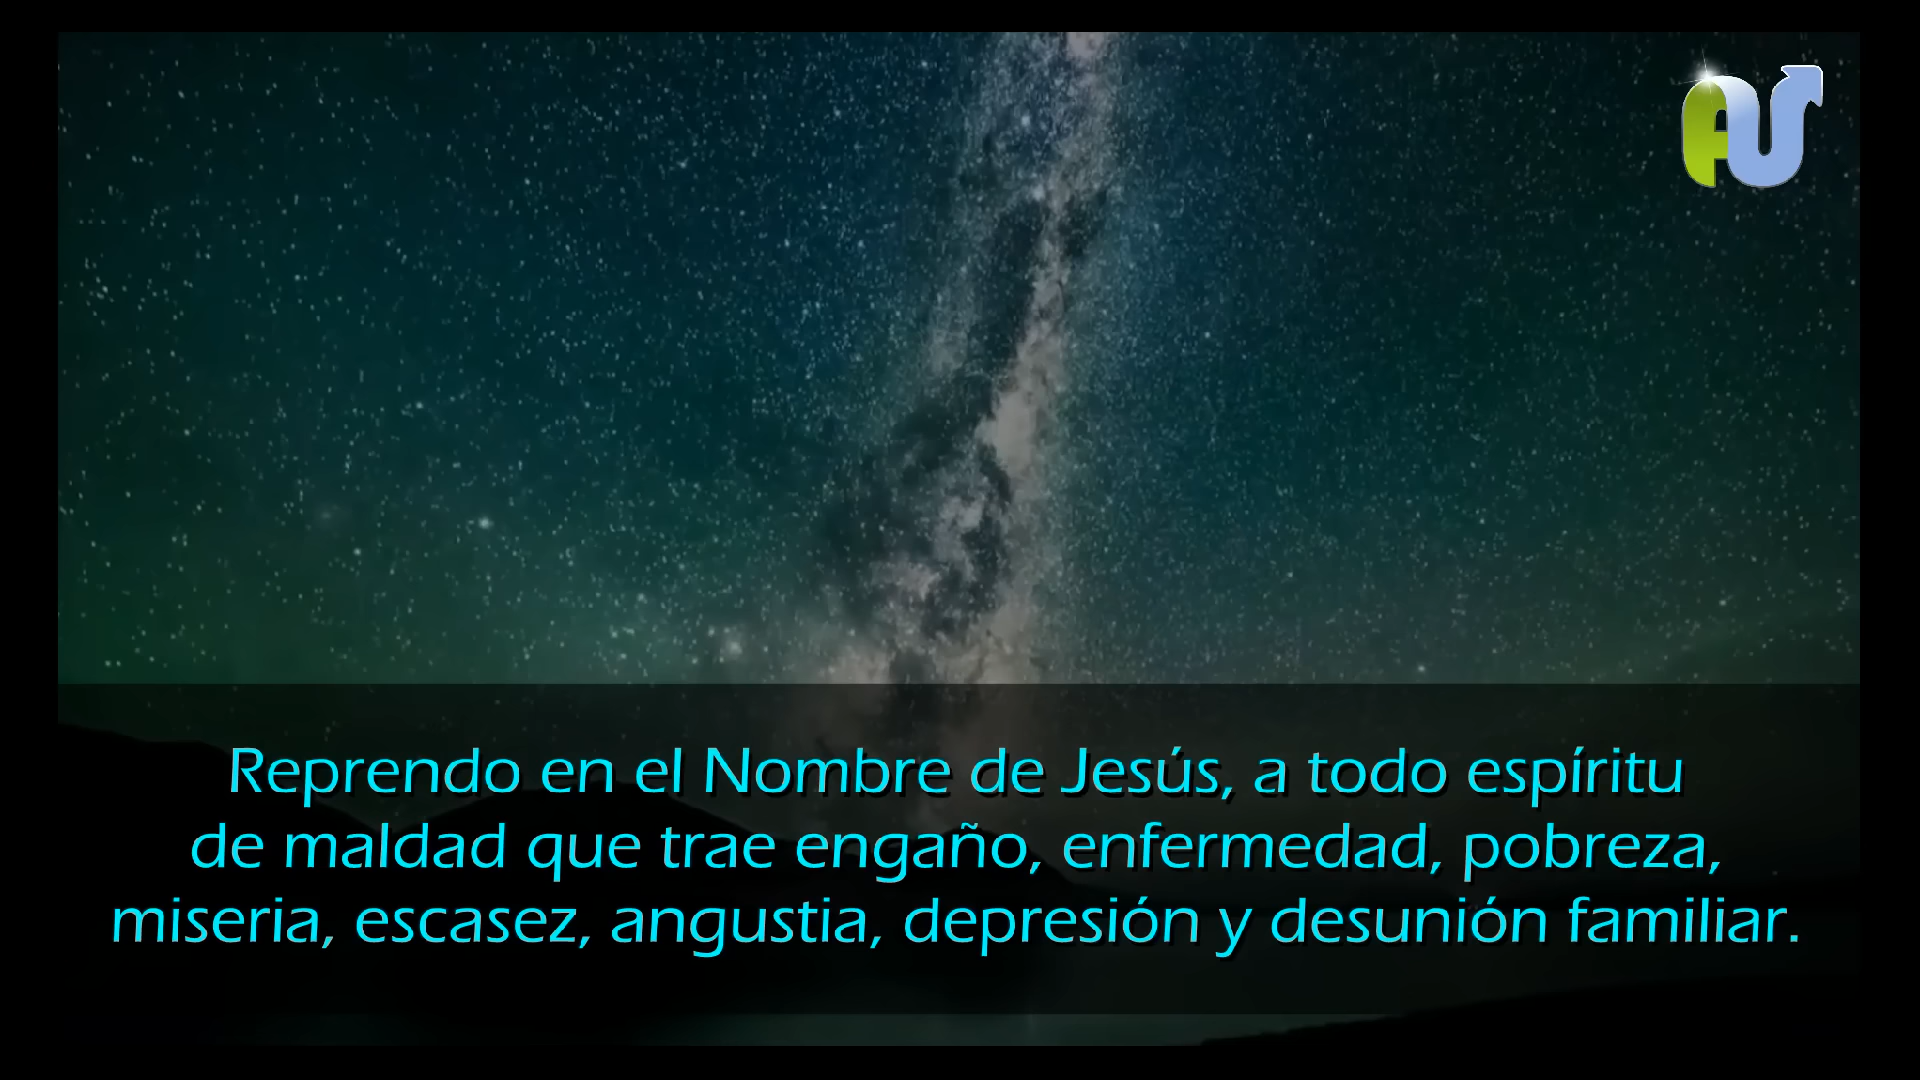 AU
Reprendo en el Nombre de Jesús, a todo espíritu
de maldad que trae engaño, enfermedad, pobreza,
miseria, escasez, angustia, depresión y desunión familiar.